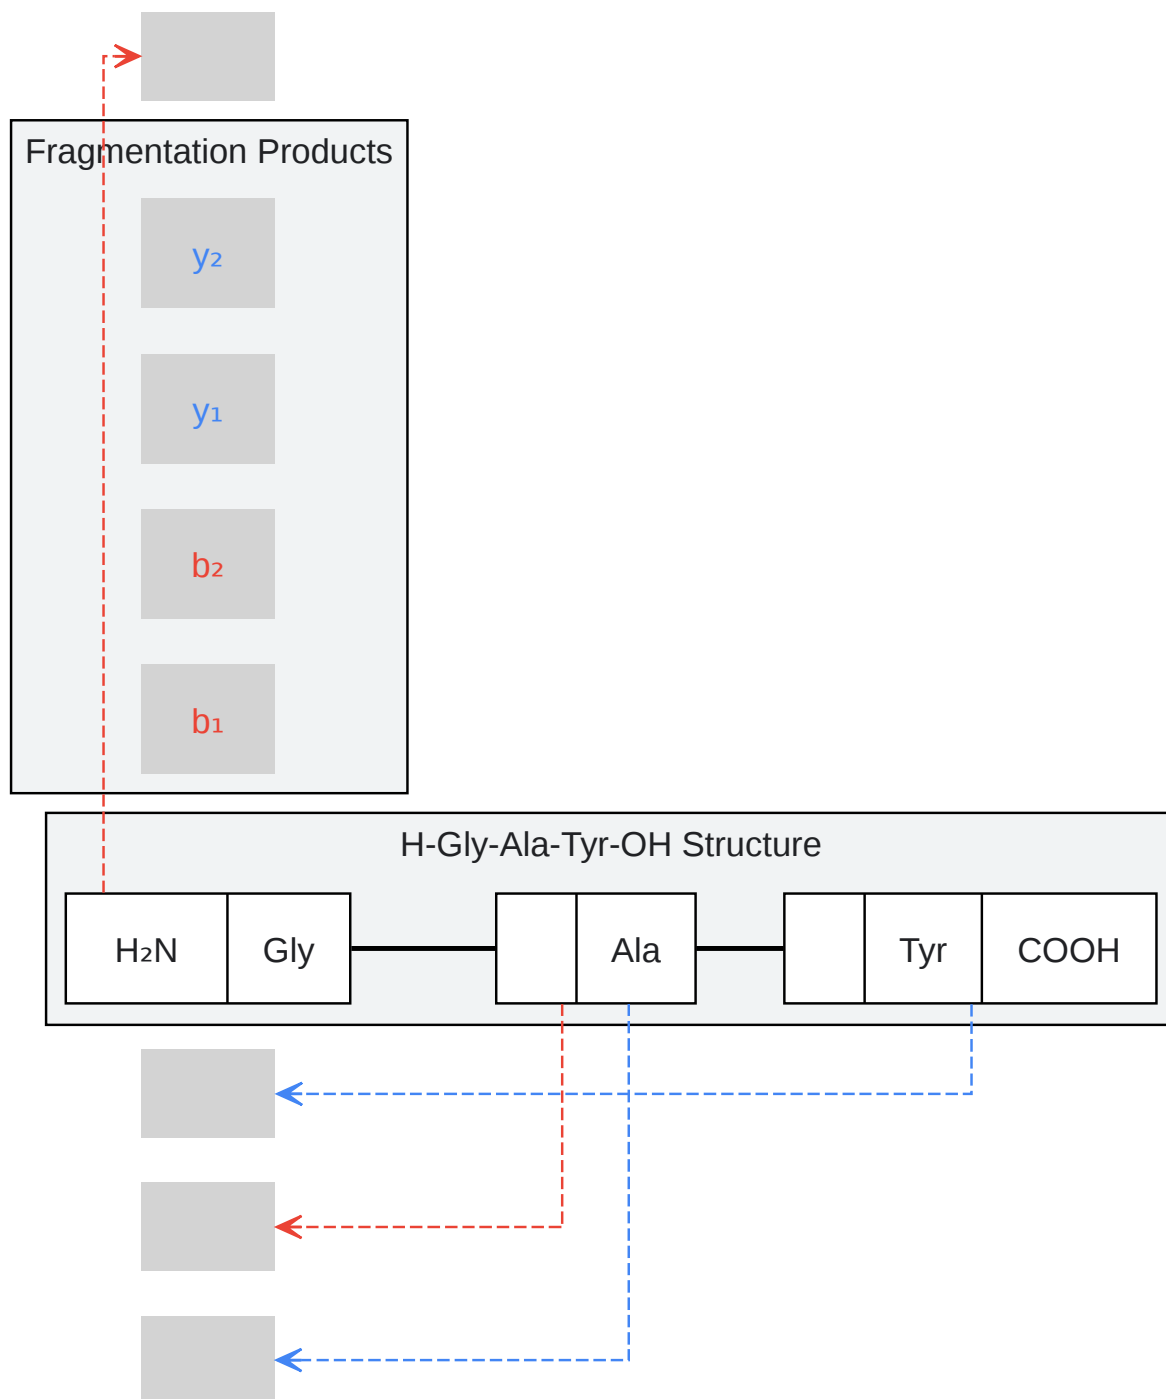 Fragmentation Products
y₂
y₁
b₂
b₁
H-Gly-Ala-Tyr-OH Structure
H₂N Gly Ala Tyr COOH